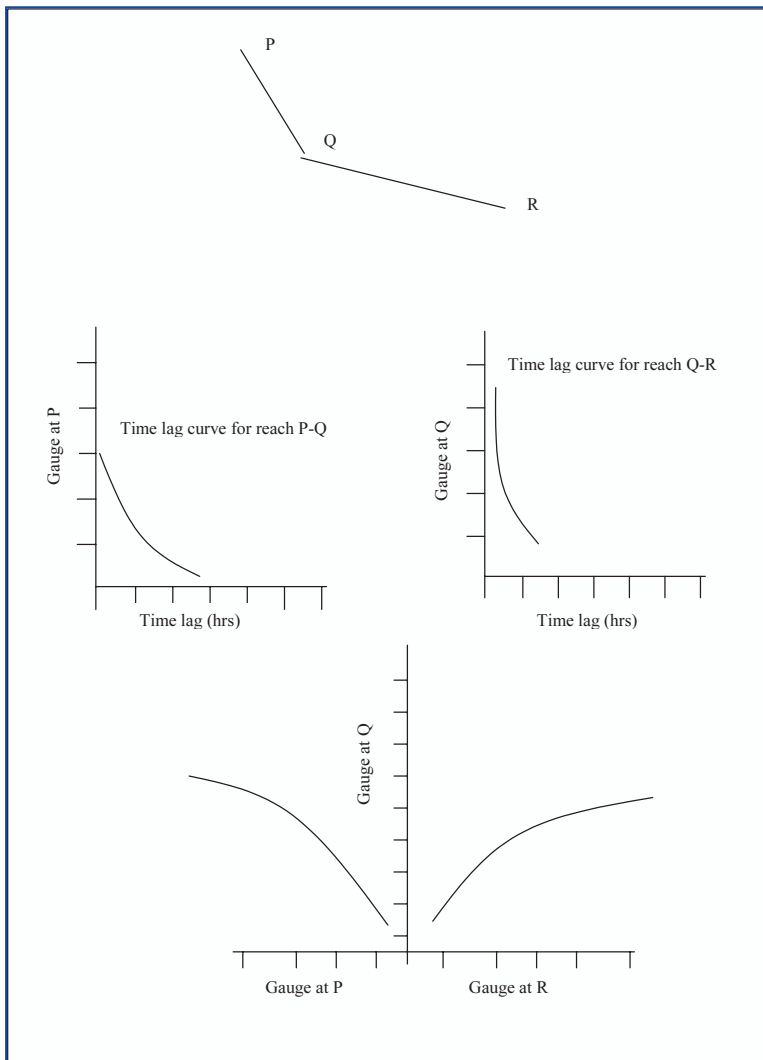 P
Q
R
Time lag curve for reach Q-R
Gauge at P
Time lag curve for reach P-Q
Gauge at Q
Time lag (hrs)
Time lag (hrs)
Gauge at Q
Gauge at P
Gauge at R